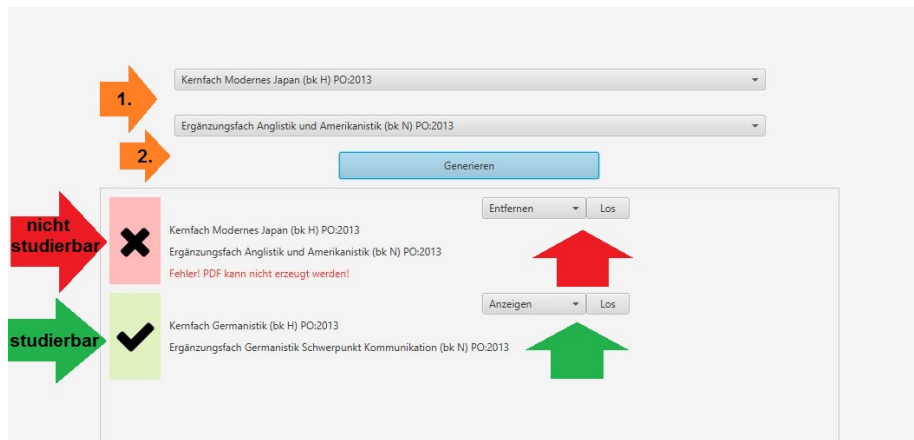 Kernfach Modernes Japan (bk H) PO:2013
1.
Ergänzungsfach Anglistik und Amerikanistik (bk N) PO:2013
2.
Generieren
Entfernen Los
nicht
studierbar
Kernfach Modernes Japan (bk H) PO:2013
Ergänzungsfach Anglistik und Amerikanistik (bk N) PO:2013
Fehler! PDF kann nicht erzeugt werden!
Anzeigen Los
studierbar
Kernfach Germanistik (bk H) PO:2013
Ergänzungsfach Germanistik Schwerpunkt Kommunikation (bk N) PO:2013